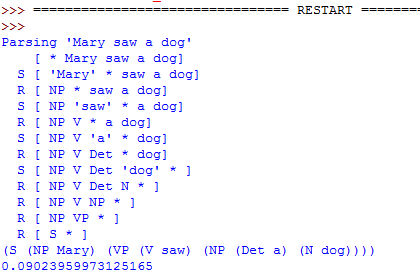 >>> ================================ RESTART =======
>>>
Parsing 'Mary saw a dog'
    [ * Mary saw a dog]
  S [ 'Mary' * saw a dog]
  R [ NP * saw a dog]
  S [ NP 'saw' * a dog]
  R [ NP V * a dog]
  S [ NP V 'a' * dog]
  R [ NP V Det * dog]
  S [ NP V Det 'dog' * ]
  R [ NP V Det N * ]
  R [ NP V NP * ]
  R [ NP VP * ]
  R [ S * ]
(S (NP Mary) (VP (V saw) (NP (Det a) (N dog))))
0.09023959973125165